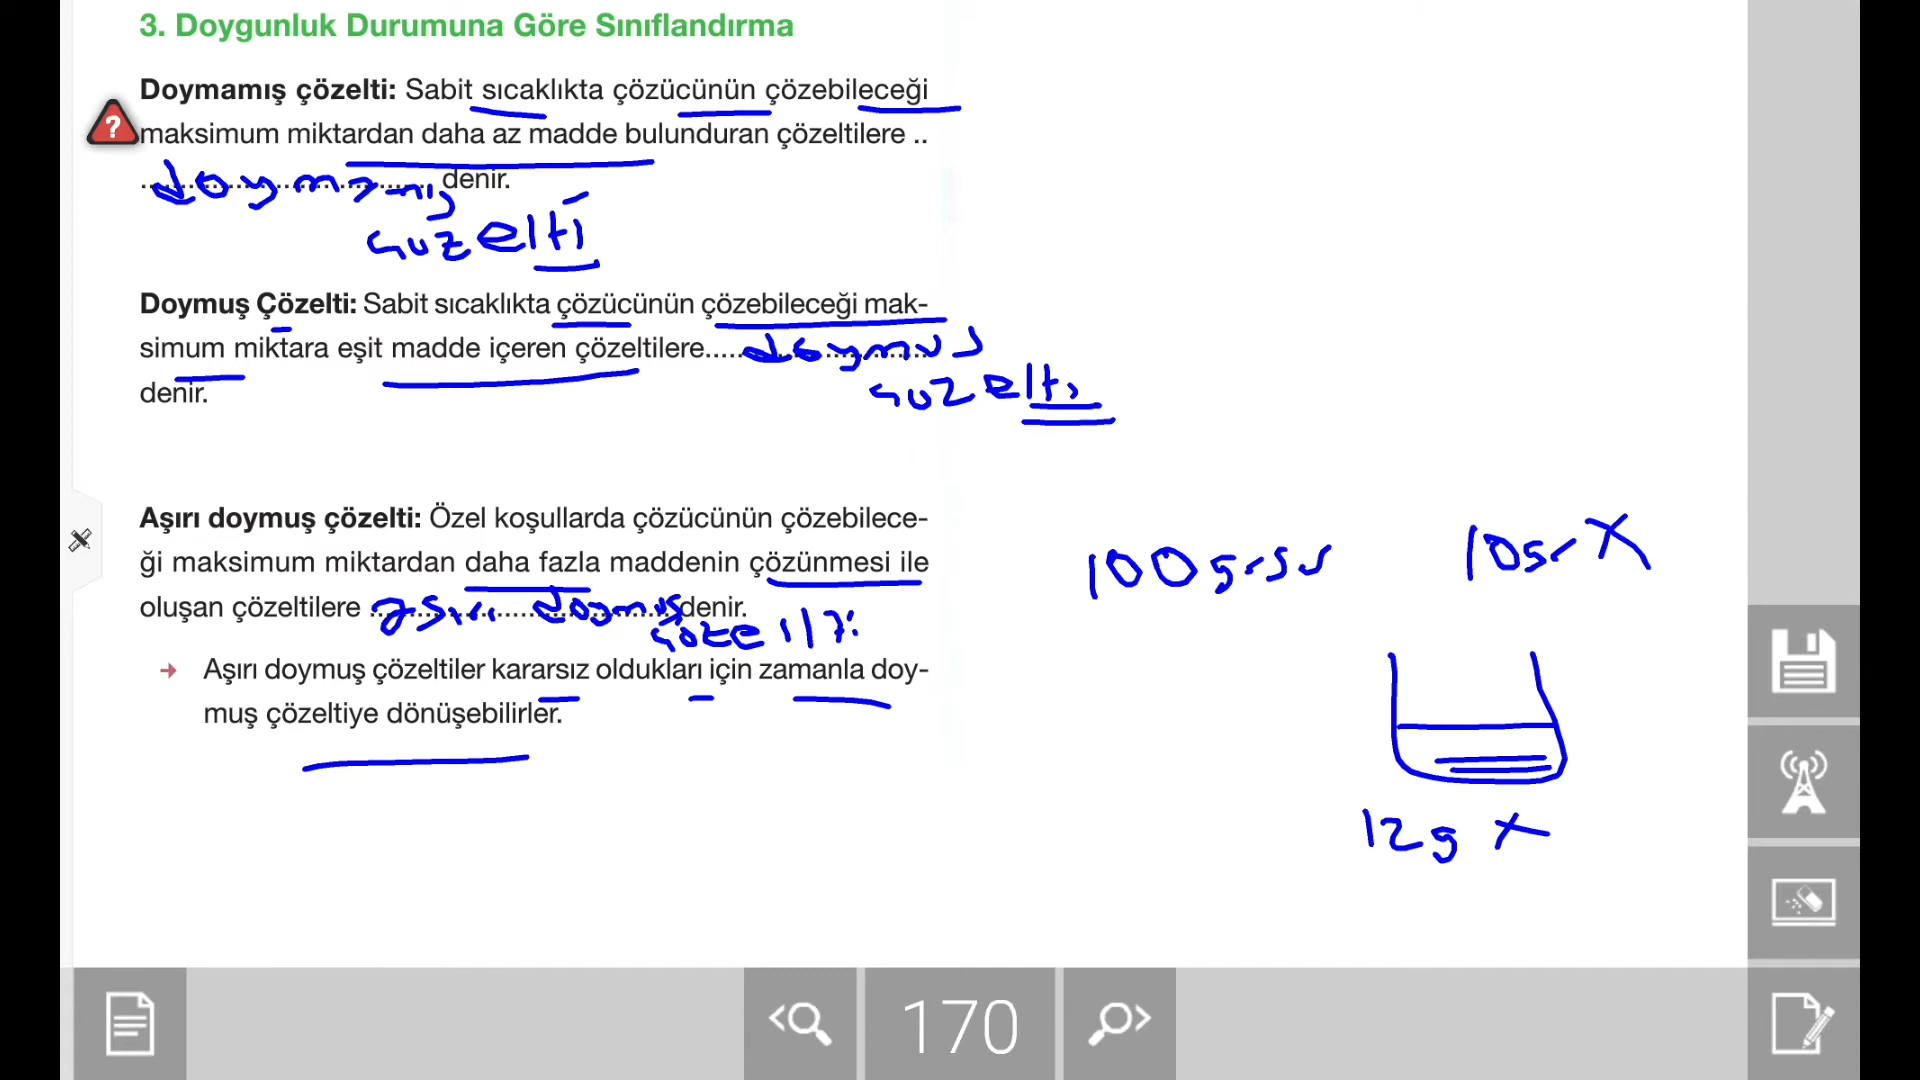 3. Doygunluk Durumuna Göre Sınıflandırma
Doymamış çözelti: Sabit sıcaklıkta çözücünün çözebileceği
maksimum miktardan daha az madde bulunduran çözeltilere ..
.................................... denir.
doymamış
çözelti
Doymuş Çözelti: Sabit sıcaklıkta çözücünün çözebileceği mak-
simum miktara eşit madde içeren çözeltilere............................
doymuş
çözelti
denir.
Aşırı doymuş çözelti: Özel koşullarda çözücünün çözebilece-
ği maksimum miktardan daha fazla maddenin çözünmesi ile
oluşan çözeltilere ....................................... denir.
aşırı doymuş
çözelti
→ Aşırı doymuş çözeltiler kararsız oldukları için zamanla doy-
muş çözeltiye dönüşebilirler.
100 gr su
10 gr X
12 g X
170